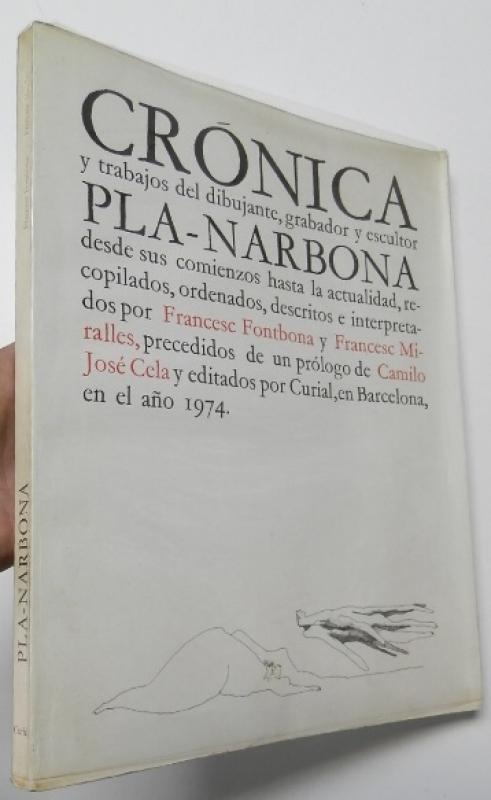 CRÓNICA
y trabajos del dibujante, grabador y escultor
PLA-NARBONA
desde sus comienzos hasta la actualidad, re-
copilados, ordenados, descritos e interpreta-
dos por Francesc Fontbona y Francesc Mi-
ralles, precedidos de un prólogo de Camilo
José Cela y editados por Curial, en Barcelona,
en el año 1974.
PLA-NARBONA